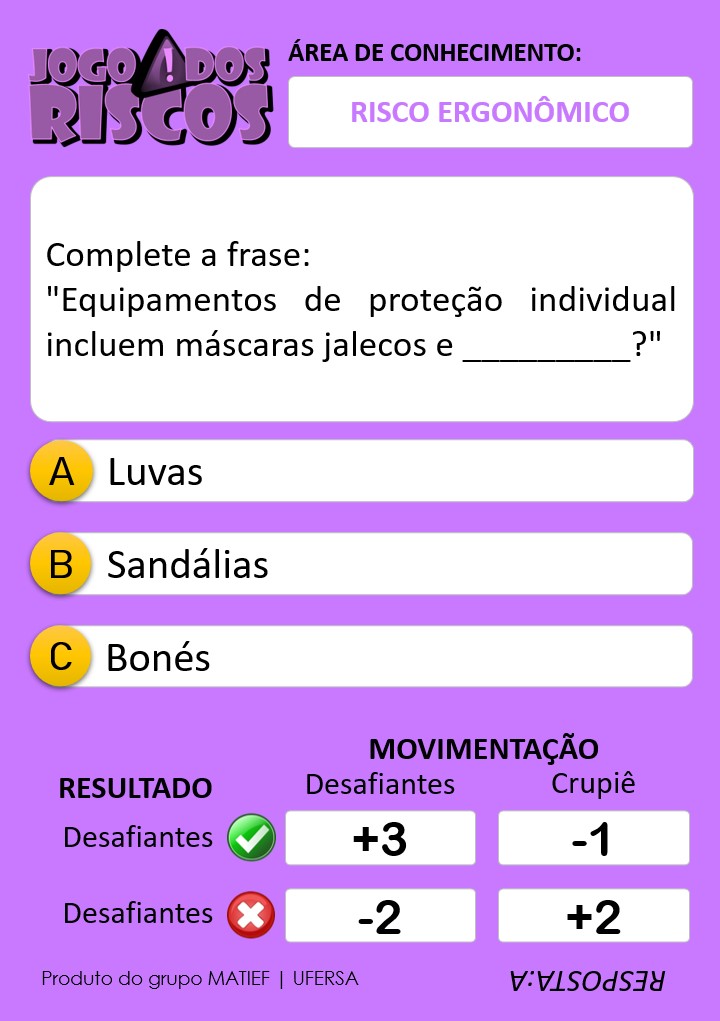 JOGO DOS
RISCOS
ÁREA DE CONHECIMENTO:
RISCO ERGONÔMICO
Complete a frase:
"Equipamentos de proteção individual
incluem máscaras jalecos e _________?"
A Luvas
B Sandálias
C Bonés
MOVIMENTAÇÃO
RESULTADO Desafiantes Crupiê
Desafiantes +3 -1
Desafiantes -2 +2
Produto do grupo MATIEF | UFERSA
RESPOSTA:A